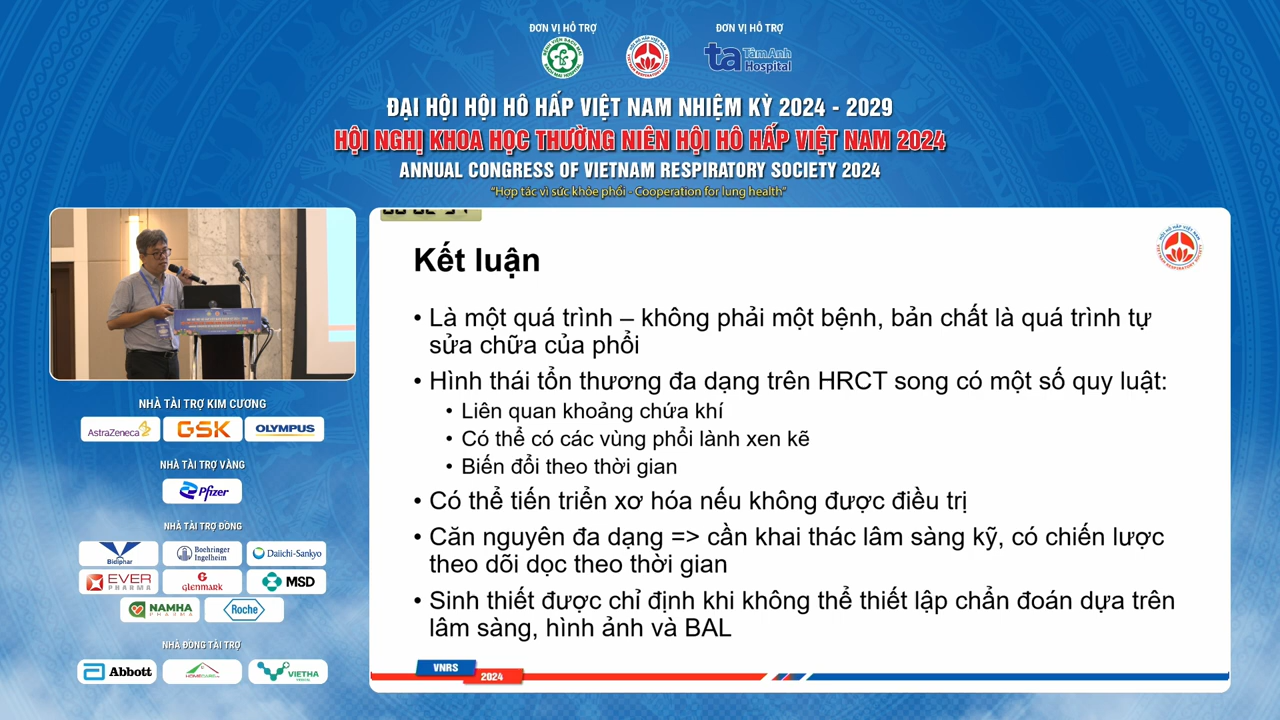 ĐƠN VỊ HỖ TRỢ
ĐƠN VỊ HỖ TRỢ
ta TâmAnh Hospital
ĐẠI HỘI HỘI HÔ HẤP VIỆT NAM NHIỆM KỲ 2024 - 2029
HỘI NGHỊ KHOA HỌC THƯỜNG NIÊN HỘI HÔ HẤP VIỆT NAM 2024
ANNUAL CONGRESS OF VIETNAM RESPIRATORY SOCIETY 2024
"Hợp tác vì sức khỏe phổi - Cooperation for lung health"
NHÀ TÀI TRỢ KIM CƯƠNG
AstraZeneca GSK OLYMPUS
NHÀ TÀI TRỢ VÀNG
Pfizer
NHÀ TÀI TRỢ ĐỒNG
Bidiphar Boehringer Ingelheim Daiichi-Sankyo
EVER PHARMA GLENMARK MSD
NAMHA PHARMA Roche
NHÀ ĐỒNG TÀI TRỢ
Abbott VIETHA
Kết luận
• Là một quá trình – không phải một bệnh, bản chất là quá trình tự
sửa chữa của phổi
• Hình thái tổn thương đa dạng trên HRCT song có một số quy luật:
• Liên quan khoảng chứa khí
• Có thể có các vùng phổi lành xen kẽ
• Biến đổi theo thời gian
• Có thể tiến triển xơ hóa nếu không được điều trị
• Căn nguyên đa dạng => cần khai thác lâm sàng kỹ, có chiến lược
theo dõi dọc theo thời gian
• Sinh thiết được chỉ định khi không thể thiết lập chẩn đoán dựa trên
lâm sàng, hình ảnh và BAL
VNRS
2024